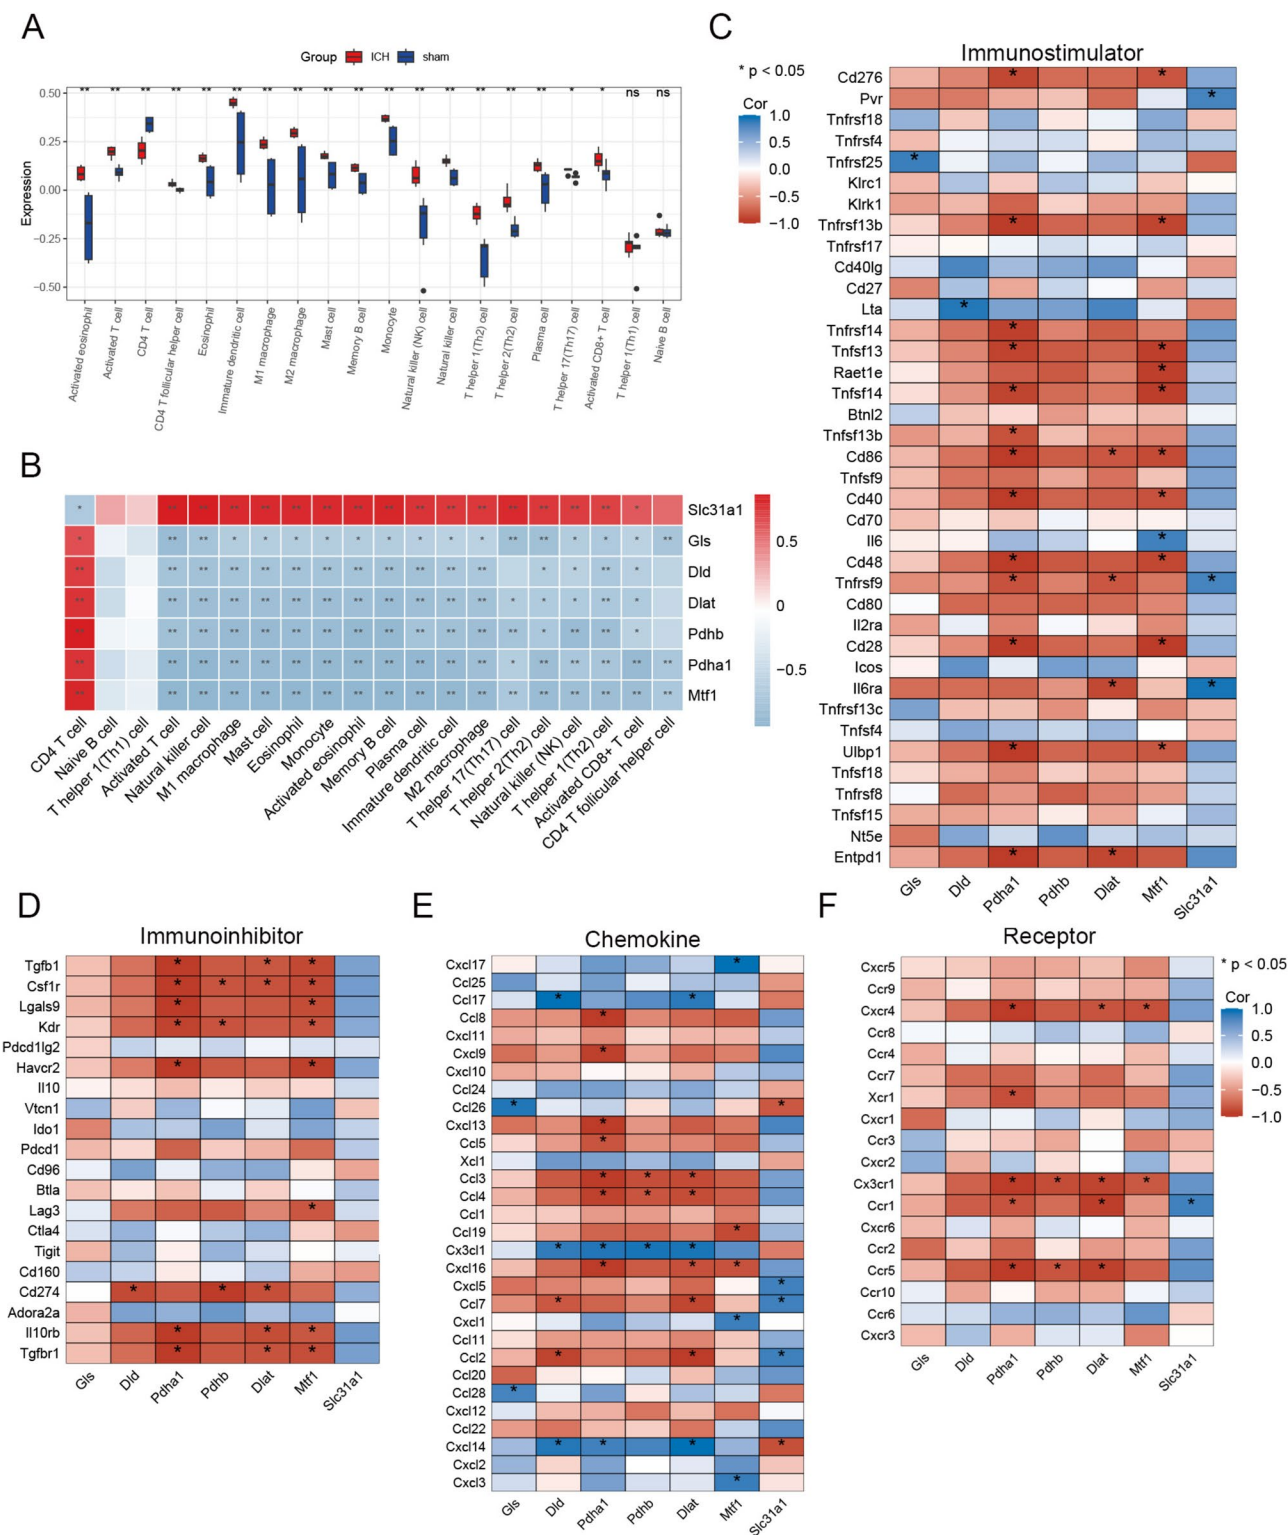 A
Group ICH sham
** ** ** ** ** ** ** ** ** ** ** ** ** ** ** ** * * ns ns
0.50
0.25
0.00
−0.25
−0.50
Expression
Activated eosinophil
Activated T cell
CD4 T cell
CD4 T follicular helper cell
Eosinophil
Immature dendritic cell
M1 macrophage
M2 macrophage
Mast cell
Memory B cell
Monocyte
Natural killer (NK) cell
Natural killer cell
T helper 1(Th2) cell
T helper 2(Th2) cell
Plasma cell
T helper 17(Th17) cell
Activated CD8+ T cell
T helper 1(Th1) cell
Naive B cell
B
Slc31a1
Gls
Dld
Dlat
Pdhb
Pdha1
Mtf1
0.5
0
−0.5
CD4 T cell
Naive B cell
T helper 1(Th1) cell
Activated T cell
Natural killer cell
M1 macrophage
Mast cell
Eosinophil
Monocyte
Activated eosinophil
Memory B cell
Plasma cell
Immature dendritic cell
M2 macrophage
T helper 17(Th17) cell
T helper 2(Th2) cell
Natural killer (NK) cell
T helper 1(Th2) cell
Activated CD8+ T cell
CD4 T follicular helper cell
C
Immunostimulator
* p < 0.05
Cor
1.0
0.5
0.0
−0.5
−1.0
Cd276
Pvr
Tnfrsf18
Tnfrsf4
Tnfrsf25
Klrc1
Klrk1
Tnfrsf13b
Tnfrsf17
Cd40lg
Cd27
Lta
Tnfrsf14
Tnfsf13
Raet1e
Tnfsf14
Btnl2
Tnfsf13b
Cd86
Tnfsf9
Cd40
Cd70
Il6
Cd48
Tnfrsf9
Cd80
Il2ra
Cd28
Icos
Il6ra
Tnfrsf13c
Tnfsf4
Ulbp1
Tnfsf18
Tnfrsf8
Tnfsf15
Nt5e
Entpd1
Gls
Dld
Pdha1
Pdhb
Dlat
Mtf1
Slc31a1
D
Immunoinhibitor
Tgfb1
Csf1r
Lgals9
Kdr
Pdcd1lg2
Havcr2
Il10
Vtcn1
Ido1
Pdcd1
Cd96
Btla
Lag3
Ctla4
Tigit
Cd160
Cd274
Adora2a
Il10rb
Tgfbr1
Gls
Dld
Pdha1
Pdhb
Dlat
Mtf1
Slc31a1
E
Chemokine
Cxcl17
Ccl25
Ccl17
Ccl8
Cxcl11
Cxcl9
Cxcl10
Ccl24
Ccl26
Cxcl13
Ccl5
Xcl1
Ccl3
Ccl4
Ccl1
Ccl19
Cx3cl1
Cxcl16
Cxcl5
Ccl7
Cxcl1
Ccl11
Ccl2
Ccl20
Ccl28
Cxcl12
Ccl22
Cxcl14
Cxcl2
Cxcl3
Gls
Dld
Pdha1
Pdhb
Dlat
Mtf1
Slc31a1
F
Receptor
* p < 0.05
Cor
1.0
0.5
0.0
−0.5
−1.0
Cxcr5
Ccr9
Cxcr4
Ccr8
Ccr4
Ccr7
Xcr1
Cxcr1
Ccr3
Cxcr2
Cx3cr1
Ccr1
Cxcr6
Ccr2
Ccr5
Ccr10
Ccr6
Cxcr3
Gls
Dld
Pdha1
Pdhb
Dlat
Mtf1
Slc31a1